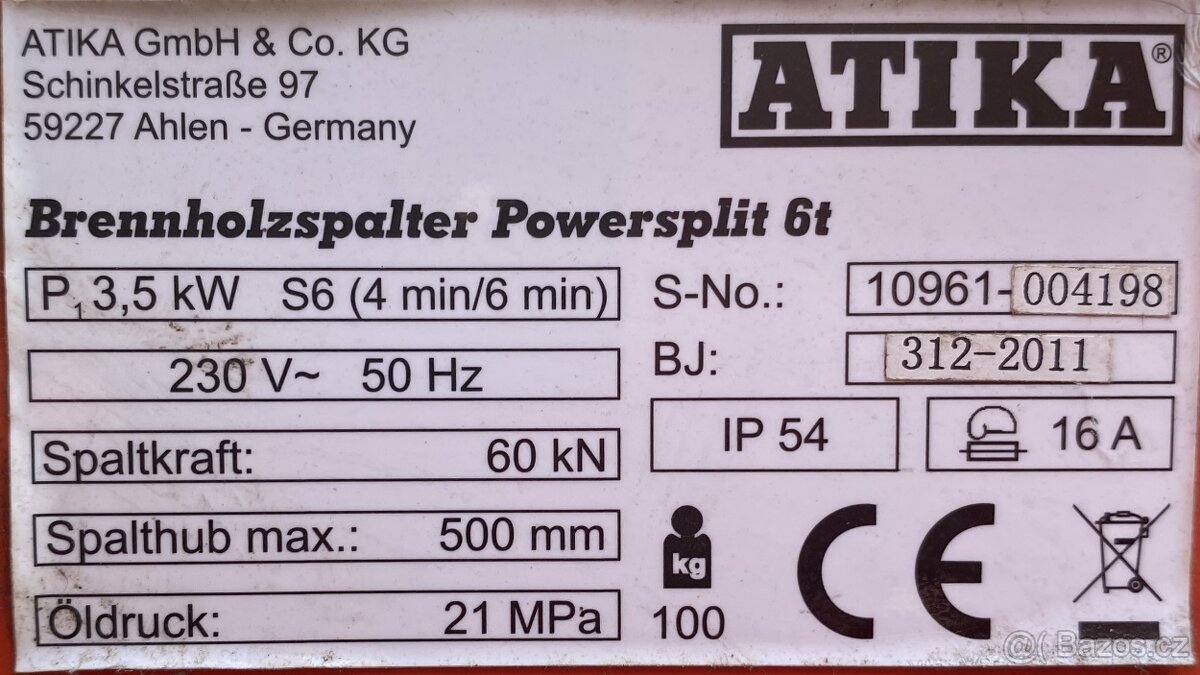 ATIKA GmbH & Co. KG
Schinkelstraße 97
59227 Ahlen - Germany
ATIKA®
Brennholzspalter Powersplit 6t
P₁ 3,5 kW S6 (4 min/6 min)
230 V~ 50 Hz
Spaltkraft: 60 kN
Spalthub max.: 500 mm
Öldruck: 21 MPa
S-No.: 10961-004198
BJ: 312-2011
IP 54
16 A
kg
100
CE
@( Bazos.cz